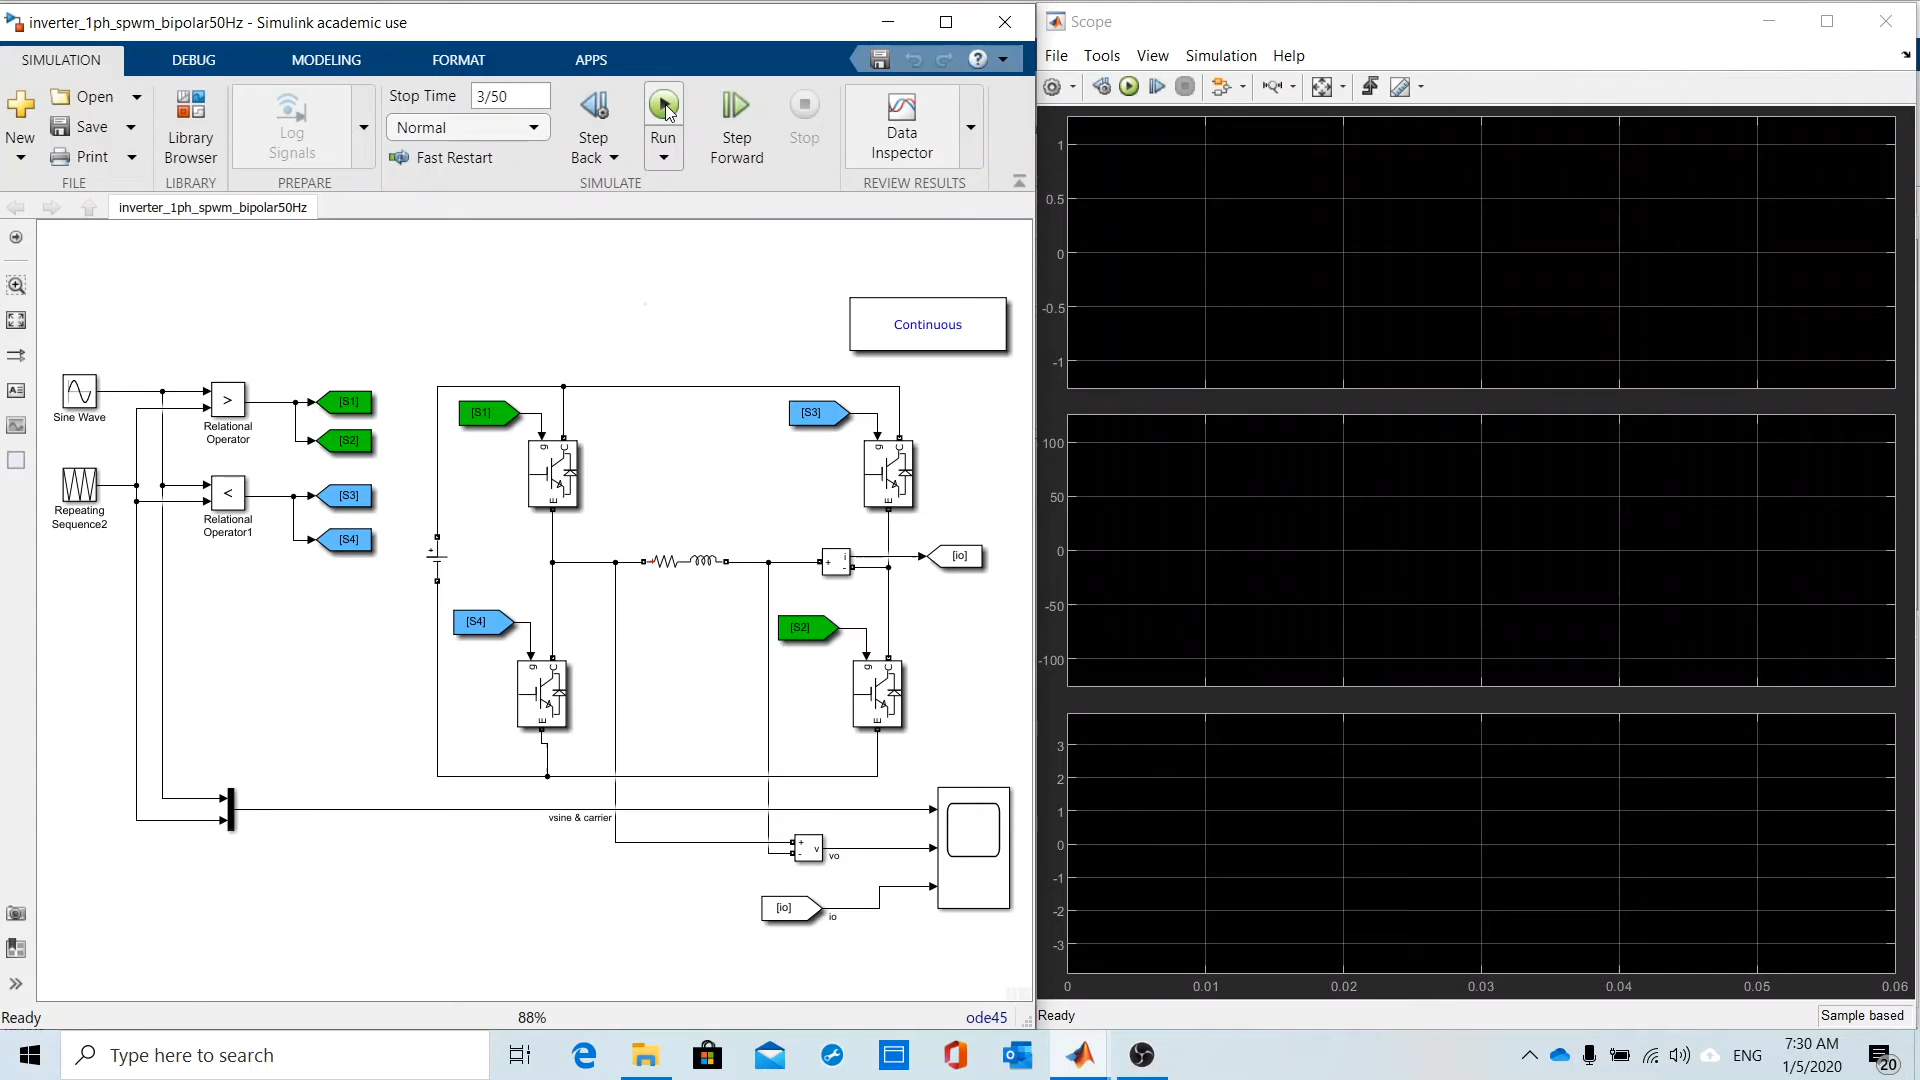 inverter_1ph_spwm_bipolar50Hz - Simulink academic use
SIMULATION DEBUG MODELING FORMAT APPS
New
Open
Save
Print
FILE
Library Browser
LIBRARY
Log Signals
PREPARE
Stop Time 3/50
Normal
Fast Restart
Step Back
Run
Step Forward
Stop
SIMULATE
Data Inspector
REVIEW RESULTS
inverter_1ph_spwm_bipolar50Hz
Continuous
Sine Wave
>
Relational Operator
[S1]
[S2]
Repeating Sequence2
<
Relational Operator1
[S3]
[S4]
[S1]
g C
E
[S3]
g C
E
+
+ i
-
[io]
[S4]
g C
E
[S2]
g C
E
vsine & carrier
+ v
-
vo
[io]
io
Ready
88%
ode45
Scope
File Tools View Simulation Help
1
0.5
0
-0.5
-1
100
50
0
-50
-100
3
2
1
0
-1
-2
-3
0 0.01 0.02 0.03 0.04 0.05 0.06
Ready
Sample based
Type here to search
ENG
7:30 AM
1/5/2020
20